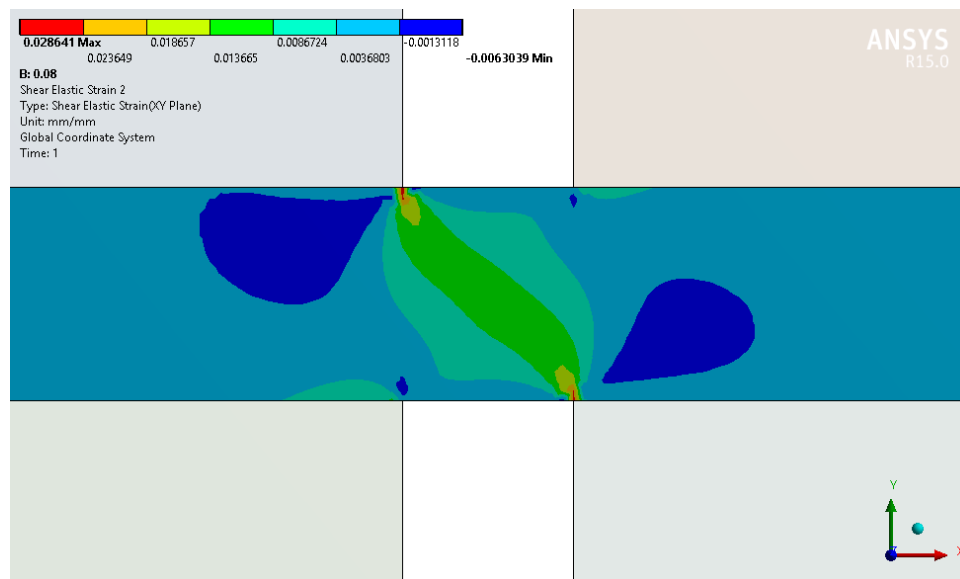 0.028641 Max
0.023649
0.018657
0.013665
0.0086724
0.0036803
-0.0013118
-0.0063039 Min
B: 0.08
Shear Elastic Strain 2
Type: Shear Elastic Strain(XY Plane)
Unit: mm/mm
Global Coordinate System
Time: 1
ANSYS
R15.0
Y
X